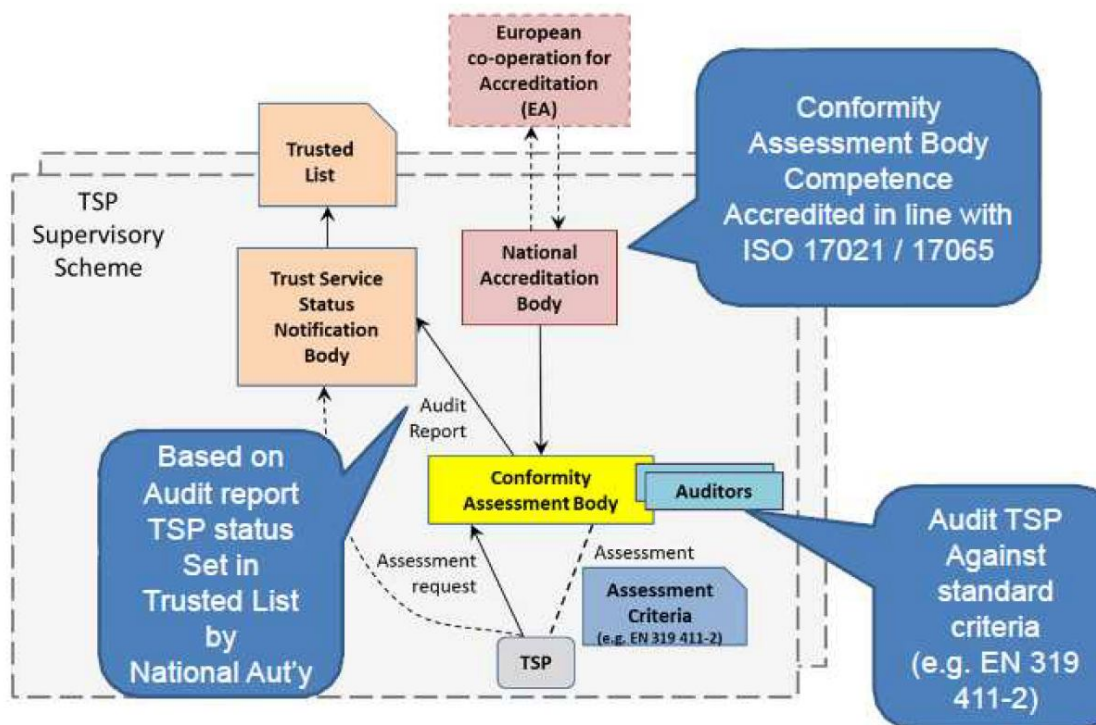 European
co-operation for
Accreditation
(EA)
Conformity
Assessment Body
Competence
Accredited in line with
ISO 17021 / 17065
Trusted
List
TSP
Supervisory
Scheme
National
Accreditation
Body
Trust Service
Status
Notification
Body
Audit
Report
Based on
Audit report
TSP status
Set in
Trusted List
by
National Aut'y
Conformity
Assessment Body
Auditors
Audit TSP
Against
standard
criteria
(e.g. EN 319
411-2)
Assessment
request
Assessment
Assessment
Criteria
(e.g. EN 319 411-2)
TSP